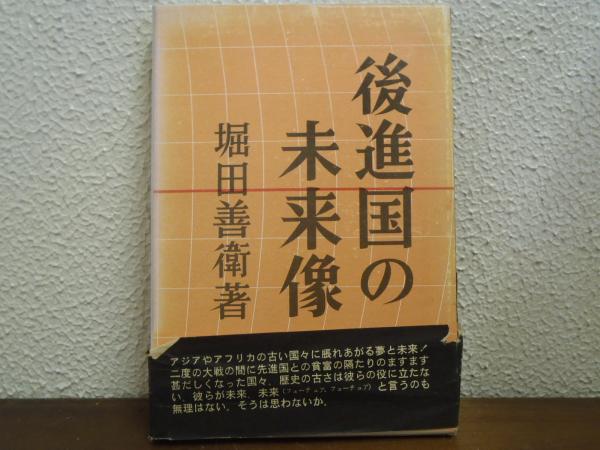 後進国の
未来像
堀田善衛著
アジアやアフリカの古い国々に脹れあがる夢と未来!
二度の大戦の間に先進国との貧富の隔たりのますます
甚だしくなった国々、歴史の古さは彼らの役に立たな
い、彼らが未来、未来(フューチュア、フューチュア)と言うのも
無理はない、そうは思わないか。